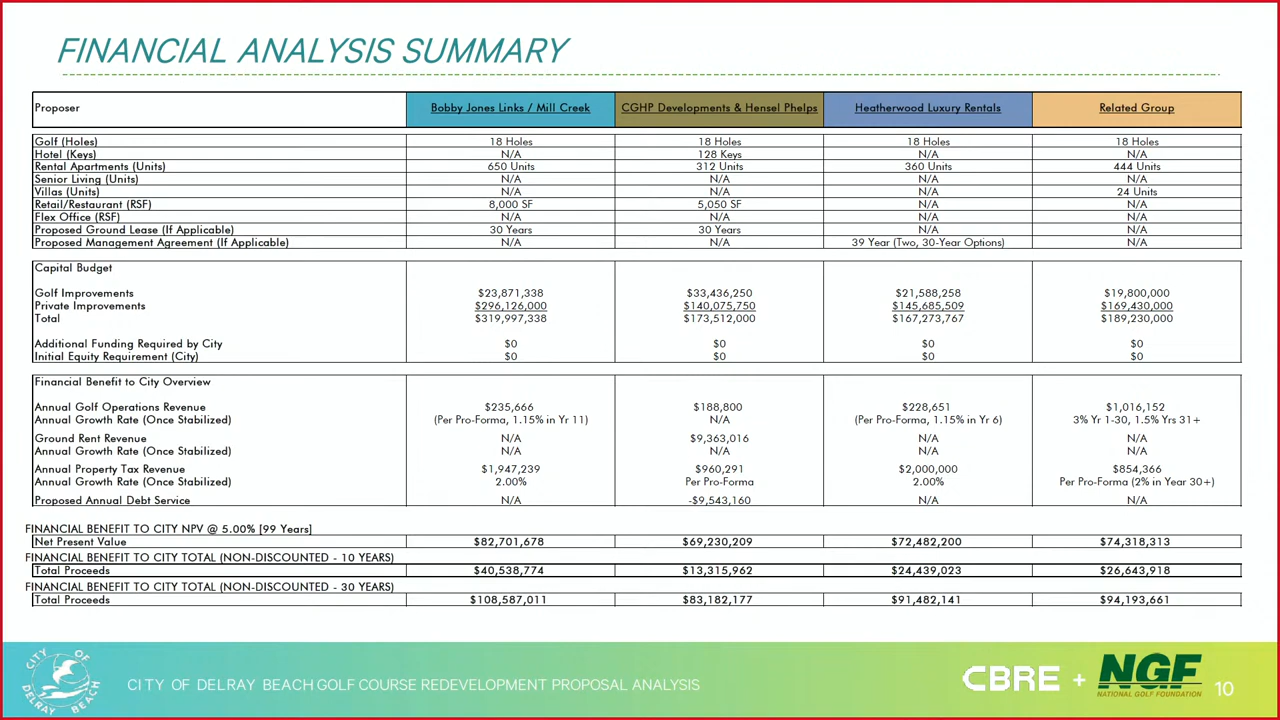 FINANCIAL ANALYSIS SUMMARY
Proposer Bobby Jones Links / Mill Creek CGHP Developments & Hensel Phelps Heatherwood Luxury Rentals Related Group
Golf (Holes) 18 Holes 18 Holes 18 Holes 18 Holes
Hotel (Keys) N/A 128 Keys N/A N/A
Rental Apartments (Units) 650 Units 312 Units 360 Units 444 Units
Senior Living (Units) N/A N/A N/A N/A
Villas (Units) N/A N/A N/A 24 Units
Retail/Restaurant (RSF) 8,000 SF 5,050 SF N/A N/A
Flex Office (RSF) N/A N/A N/A N/A
Proposed Ground Lease (If Applicable) 30 Years 30 Years N/A N/A
Proposed Management Agreement (If Applicable) N/A N/A 39 Year (Two, 30-Year Options) N/A
Capital Budget
Golf Improvements $23,871,338 $33,436,250 $21,588,258 $19,800,000
Private Improvements $296,126,000 $140,075,750 $145,685,509 $169,430,000
Total $319,997,338 $173,512,000 $167,273,767 $189,230,000
Additional Funding Required by City $0 $0 $0 $0
Initial Equity Requirement (City) $0 $0 $0 $0
Financial Benefit to City Overview
Annual Golf Operations Revenue $235,666 $188,800 $228,651 $1,016,152
Annual Growth Rate (Once Stabilized) (Per Pro-Forma, 1.15% in Yr 11) N/A (Per Pro-Forma, 1.15% in Yr 6) 3% Yr 1-30, 1.5% Yrs 31+
Ground Rent Revenue N/A $9,363,016 N/A N/A
Annual Growth Rate (Once Stabilized) N/A N/A N/A N/A
Annual Property Tax Revenue $1,947,239 $960,291 $2,000,000 $854,366
Annual Growth Rate (Once Stabilized) 2.00% Per Pro-Forma 2.00% Per Pro-Forma (2% in Year 30+)
Proposed Annual Debt Service N/A -$9,543,160 N/A N/A
FINANCIAL BENEFIT TO CITY NPV @ 5.00% [99 Years]
Net Present Value $82,701,678 $69,230,209 $72,482,200 $74,318,313
FINANCIAL BENEFIT TO CITY TOTAL (NON-DISCOUNTED - 10 YEARS)
Total Proceeds $40,538,774 $13,315,962 $24,439,023 $26,643,918
FINANCIAL BENEFIT TO CITY TOTAL (NON-DISCOUNTED - 30 YEARS)
Total Proceeds $108,587,011 $83,182,177 $91,482,141 $94,193,661
CITY OF DELRAY BEACH
CITY OF DELRAY BEACH GOLF COURSE REDEVELOPMENT PROPOSAL ANALYSIS
CBRE + NGF
NATIONAL GOLF FOUNDATION
10